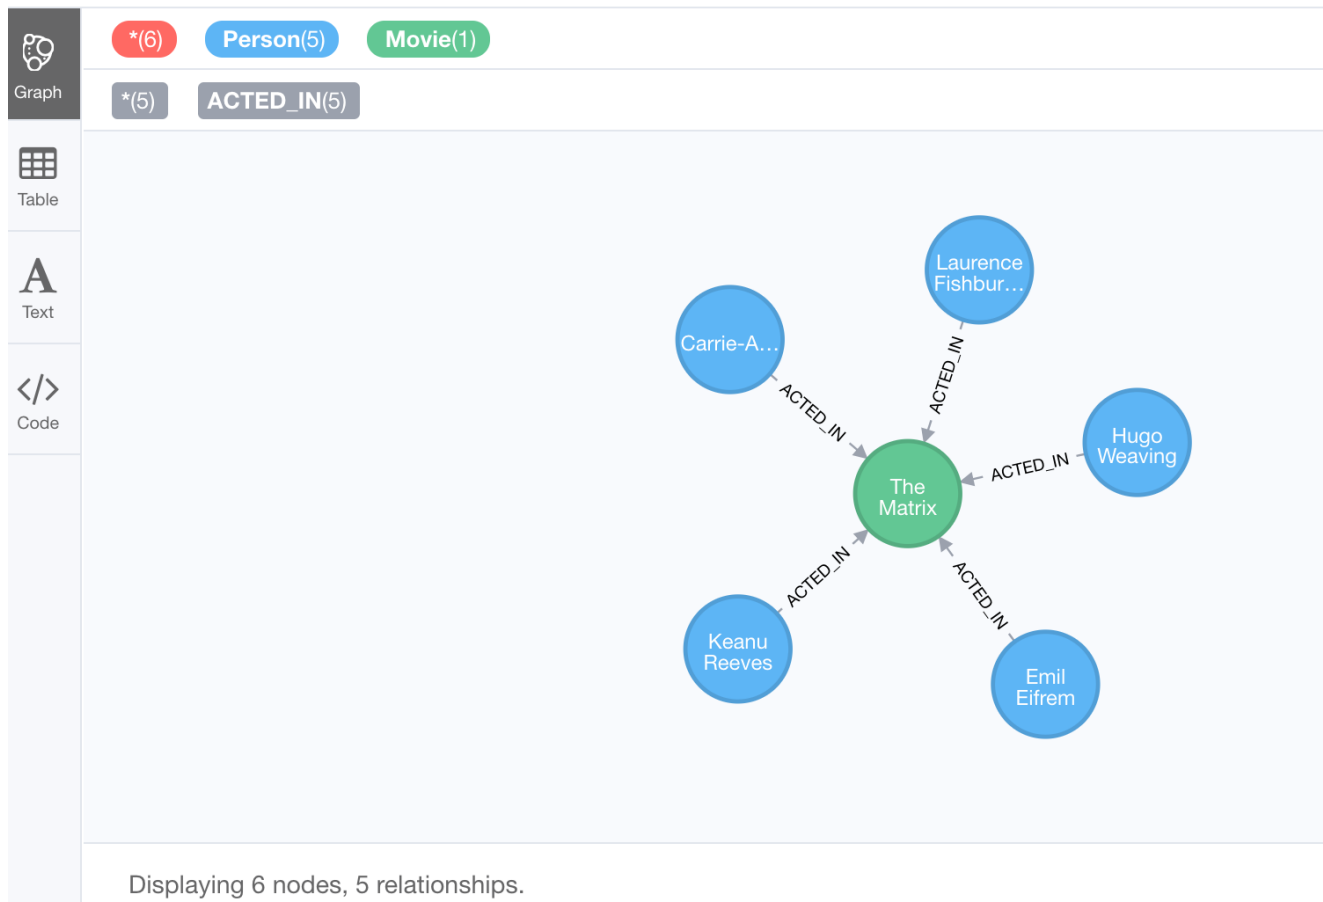 *(6) Person(5) Movie(1)
Graph
*(5) ACTED_IN(5)
Table
Text
Code
Laurence
Fishbur...
Carrie-A...
ACTED_IN
ACTED_IN
Hugo
Weaving
ACTED_IN
The
Matrix
ACTED_IN
ACTED_IN
Keanu
Reeves
Emil
Eifrem
Displaying 6 nodes, 5 relationships.